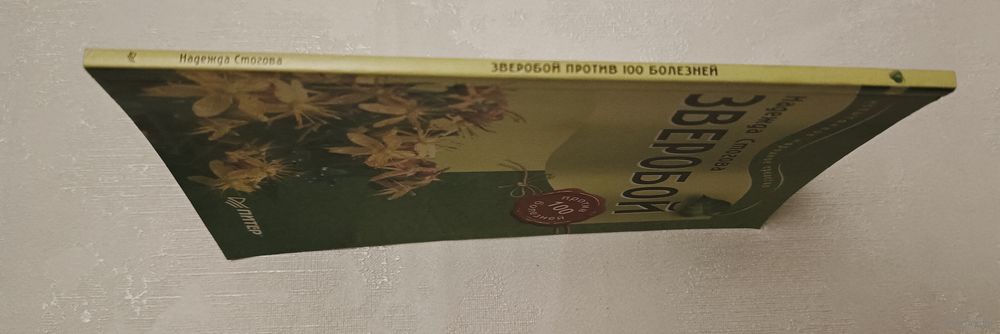 Надежда Стогова
ЗВЕРОБОЙ ПРОТИВ 100 БОЛЕЗНЕЙ
Надежда Стогова
ЗВЕРОБОЙ
против
100
болезней
ПИТЕР